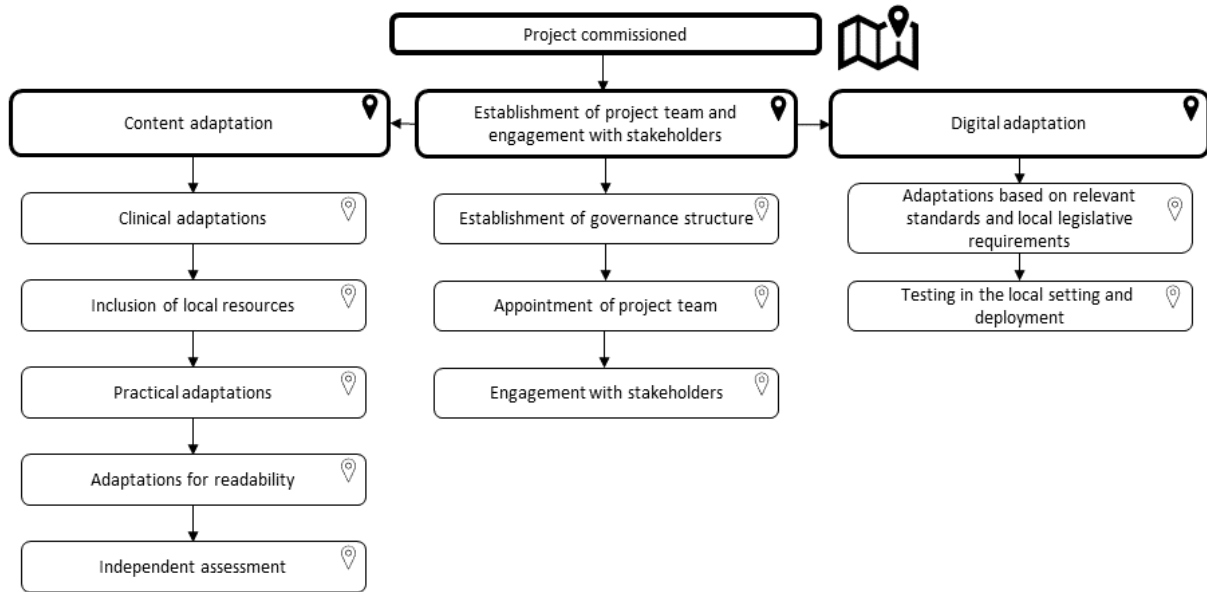 Project commissioned
Content adaptation
Establishment of project team and
engagement with stakeholders
Digital adaptation
Clinical adaptations
Inclusion of local resources
Practical adaptations
Adaptations for readability
Independent assessment
Establishment of governance structure
Appointment of project team
Engagement with stakeholders
Adaptations based on relevant
standards and local legislative
requirements
Testing in the local setting and
deployment